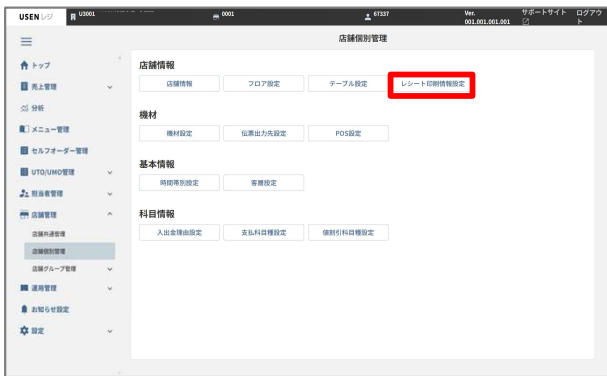 USEN レジ
U3001
0001
67337
Ver.
001.001.001.001
サポートサイト
ログアウト
店舗個別管理
トップ
売上管理
分析
メニュー管理
セルフオーダー管理
UTO/UMO管理
担当者管理
店舗管理
店舗共通管理
店舗個別管理
店舗グループ管理
運用管理
お知らせ設定
設定
店舗情報
店舗情報
フロア設定
テーブル設定
レシート印刷情報設定
機材
機材設定
伝票出力先設定
POS設定
基本情報
時間帯別設定
客層設定
科目情報
入出金理由設定
支払科目種設定
値割引科目種設定